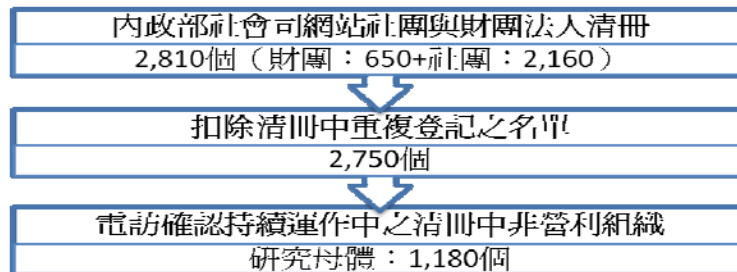 內政部社會司網站社團與財團法人清冊
2,810個（財團：650+社團：2,160）
扣除清冊中重複登記之名單
2,750個
電訪確認持續運作中之清冊中非營利組織
研究母體：1,180個